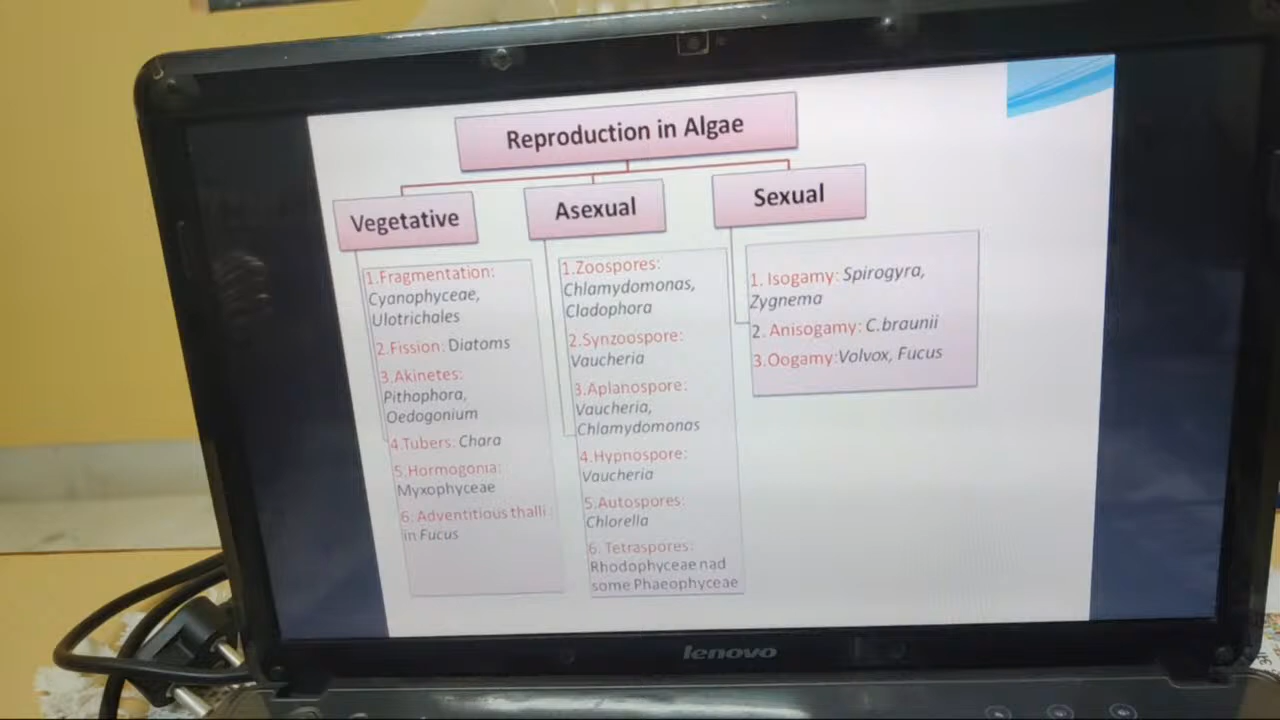 Reproduction in Algae
Vegetative
Asexual
Sexual
1.Fragmentation:
Cyanophyceae,
Ulotrichales
2.Fission: Diatoms
3.Akinetes:
Pithophora,
Oedogonium
4.Tubers: Chara
5.Hormogonia:
Myxophyceae
6. Adventitious thalli
in Fucus
1.Zoospores:
Chlamydomonas,
Cladophora
2.Synzoospore:
Vaucheria
3.Aplanospore:
Vaucheria,
Chlamydomonas
4.Hypnospore:
Vaucheria
5.Autospores:
Chlorella
6. Tetraspores:
Rhodophyceae nad
some Phaeophyceae
1. Isogamy: Spirogyra,
Zygnema
2. Anisogamy: C.braunii
3.Oogamy:Volvox, Fucus
lenovo